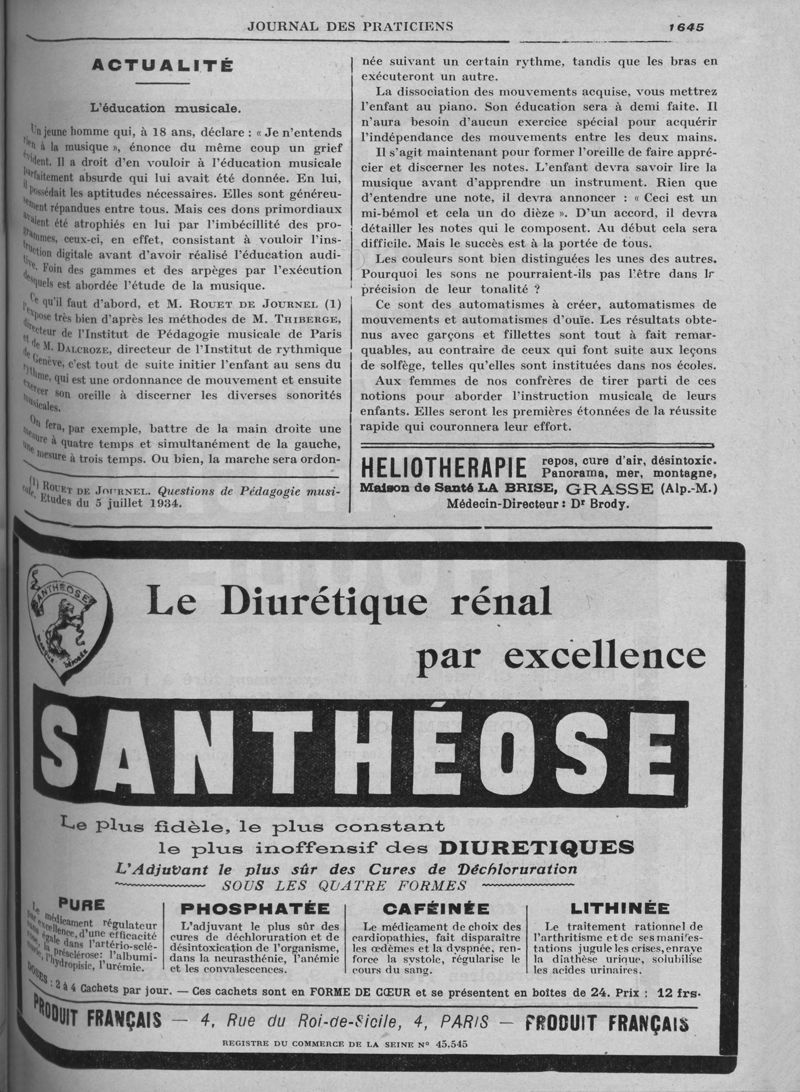 JOURNAL DES PRATICIENS 1645
ACTUALITÉ
L'éducation musicale.
Un jeune homme qui, à 18 ans, déclare : « Je n'entends
rien à la musique », énonce du même coup un grief
évident. Il a droit d'en vouloir à l'éducation musicale
parfaitement absurde qui lui avait été donnée. En lui,
il possédait les aptitudes nécessaires. Elles sont généreu-
sement répandues entre tous. Mais ces dons primordiaux
avaient été atrophiés en lui par l'imbécillité des pro-
grammes, ceux-ci, en effet, consistant à vouloir l'ins-
truction digitale avant d'avoir réalisé l'éducation audi-
tive. Foin des gammes et des arpèges par l'exécution
desquels est abordée l'étude de la musique.
Ce qu'il faut d'abord, et M. ROUET DE JOURNEL (1)
l'expose très bien d'après les méthodes de M. THIBERGE,
directeur de l'Institut de Pédagogie musicale de Paris
et de M. DALCROZE, directeur de l'Institut de rythmique
de Genève, c'est tout de suite initier l'enfant au sens du
rythme, qui est une ordonnance de mouvement et ensuite
exercer son oreille à discerner les diverses sonorités
musicales.
On fera, par exemple, battre de la main droite une
mesure à quatre temps et simultanément de la gauche,
une mesure à trois temps. Ou bien, la marche sera ordon-
(1) ROUET DE JOURNEL. Questions de Pédagogie musi-
cale. Etudes du 5 juillet 1934.
née suivant un certain rythme, tandis que les bras en
exécuteront un autre.
La dissociation des mouvements acquise, vous mettrez
l'enfant au piano. Son éducation sera à demi faite. Il
n'aura besoin d'aucun exercice spécial pour acquérir
l'indépendance des mouvements entre les deux mains.
Il s'agit maintenant pour former l'oreille de faire appré-
cier et discerner les notes. L'enfant devra savoir lire la
musique avant d'apprendre un instrument. Rien que
d'entendre une note, il devra annoncer : « Ceci est un
mi-bémol et cela un do dièze ». D'un accord, il devra
détailler les notes qui le composent. Au début cela sera
difficile. Mais le succès est à la portée de tous.
Les couleurs sont bien distinguées les unes des autres.
Pourquoi les sons ne pourraient-ils pas l'être dans la
précision de leur tonalité ?
Ce sont des automatismes à créer, automatismes de
mouvements et automatismes d'ouïe. Les résultats obte-
nus avec garçons et fillettes sont tout à fait remar-
quables, au contraire de ceux qui font suite aux leçons
de solfège, telles qu'elles sont instituées dans nos écoles.
Aux femmes de nos confrères de tirer parti de ces
notions pour aborder l'instruction musicale de leurs
enfants. Elles seront les premières étonnées de la réussite
rapide qui couronnera leur effort.
HELIOTHERAPIE repos, cure d'air, désintoxic.
Panorama, mer, montagne,
Maison de Santé LA BRISE, GRASSE (Alp.-M.)
Médecin-Directeur : Dr Brody.
SANTHÉOSE
MARQUE DÉPOSÉE
Le Diurétique rénal
par excellence
SANTHÉOSE
Le plus fidèle, le plus constant
le plus inoffensif des DIURETIQUES
L'Adjuvant le plus sûr des Cures de Déchloruration
SOUS LES QUATRE FORMES
PURE
Le médicament régulateur
par excellence, d'une efficacité
sans égale dans l'artério-sclé-
rose, la présclérose: l'albumi-
nurie, l'hydropisie, l'urémie.
PHOSPHATÉE
L'adjuvant le plus sûr des
cures de déchloruration et de
désintoxication de l'organisme,
dans la neurasthénie, l'anémie
et les convalescences.
CAFÉINÉE
Le médicament de choix des
cardiopathies, fait disparaître
les œdèmes et la dyspnée, ren-
force la systole, régularise le
cours du sang.
LITHINÉE
Le traitement rationnel de
l'arthritisme et de ses manifes-
tations jugule les crises, enraye
la diathèse urique, solubilise
les acides urinaires.
DOSES : 2 à 4 Cachets par jour. — Ces cachets sont en FORME DE CŒUR et se présentent en boîtes de 24. Prix : 12 frs.
PRODUIT FRANÇAIS — 4, Rue du Roi-de-Sicile, 4, PARIS — PRODUIT FRANÇAIS
REGISTRE DU COMMERCE DE LA SEINE N° 45,545